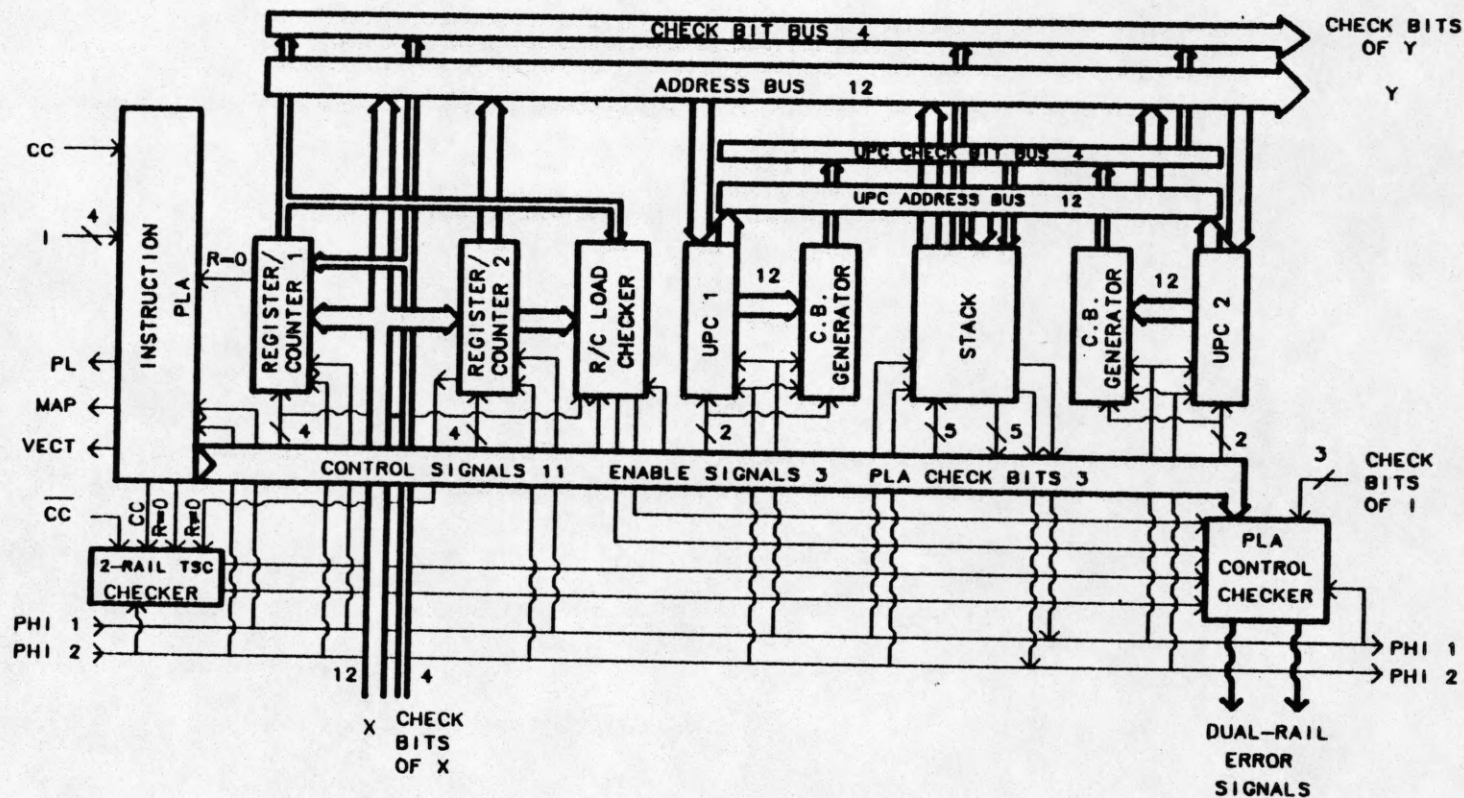 CHECK BIT BUS 4
CHECK BITS
OF Y
ADDRESS BUS 12
Y
CC
4
I
INSTRUCTION
PLA
R=0
REGISTER/
COUNTER 1
REGISTER/
COUNTER 2
R/C LOAD
CHECKER
UPC CHECK BIT BUS 4
UPC ADDRESS BUS 12
UPC 1
12
C.B.
GENERATOR
STACK
C.B.
GENERATOR
12
UPC 2
PL
MAP
VECT
4
4
2
5
5
2
CONTROL SIGNALS 11 ENABLE SIGNALS 3 PLA CHECK BITS 3
3
CHECK
BITS
OF I
CC
CC
R=0
R=0
2-RAIL TSC
CHECKER
PLA
CONTROL
CHECKER
PHI 1
PHI 2
PHI 1
PHI 2
12
4
X
CHECK
BITS
OF X
DUAL-RAIL
ERROR
SIGNALS